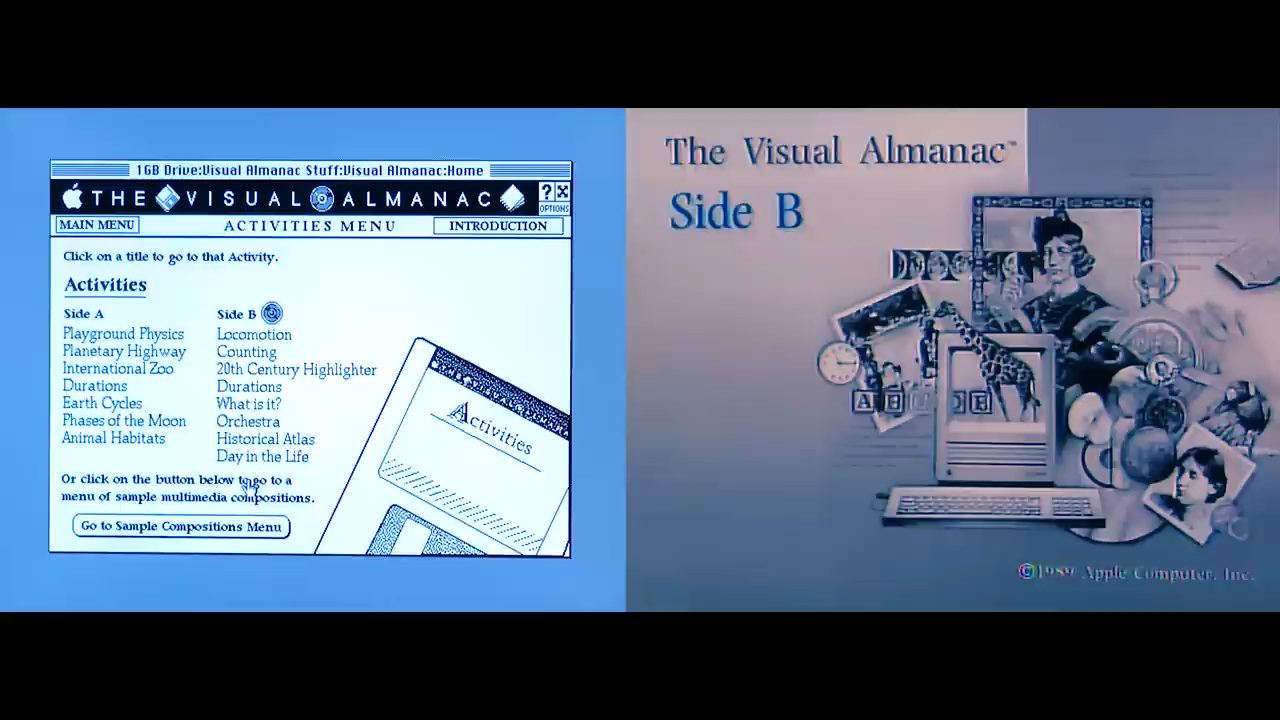 1GB Drive:Visual Almanac Stuff:Visual Almanac:Home
THE VISUAL ALMANAC
? X
OPTIONS
MAIN MENU
ACTIVITIES MENU
INTRODUCTION
Click on a title to go to that Activity.
Activities
Side A
Playground Physics
Planetary Highway
International Zoo
Durations
Earth Cycles
Phases of the Moon
Animal Habitats
Side B
Locomotion
Counting
20th Century Highlighter
Durations
What is it?
Orchestra
Historical Atlas
Day in the Life
Or click on the button below to go to a
menu of sample multimedia compositions.
Go to Sample Compositions Menu
Activities
The Visual Almanac™
Side B
©1989 Apple Computer, Inc.